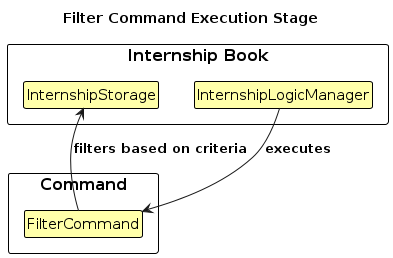 Filter Command Execution Stage
Internship Book
InternshipStorage
InternshipLogicManager
filters based on criteria
executes
Command
FilterCommand